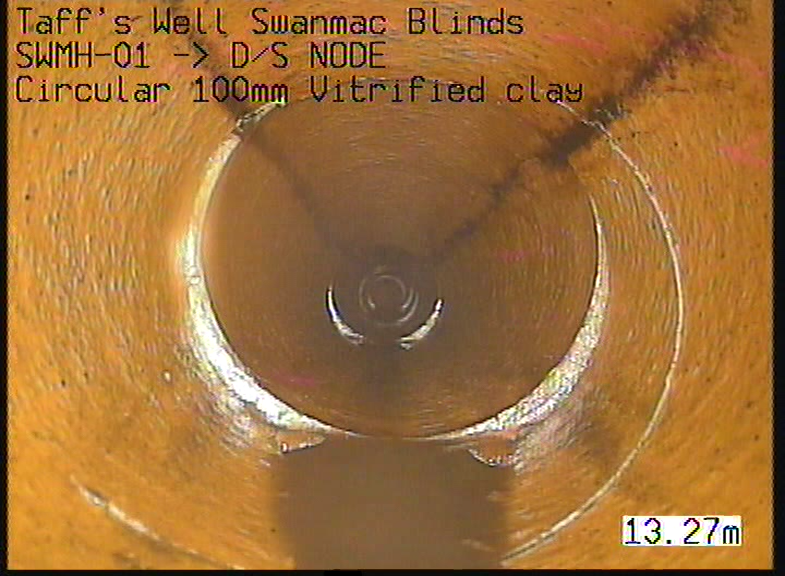 Taff's Well Swanmac Blinds
SWMH-01 -> D/S NODE
Circular 100mm Vitrified clay
13.27m